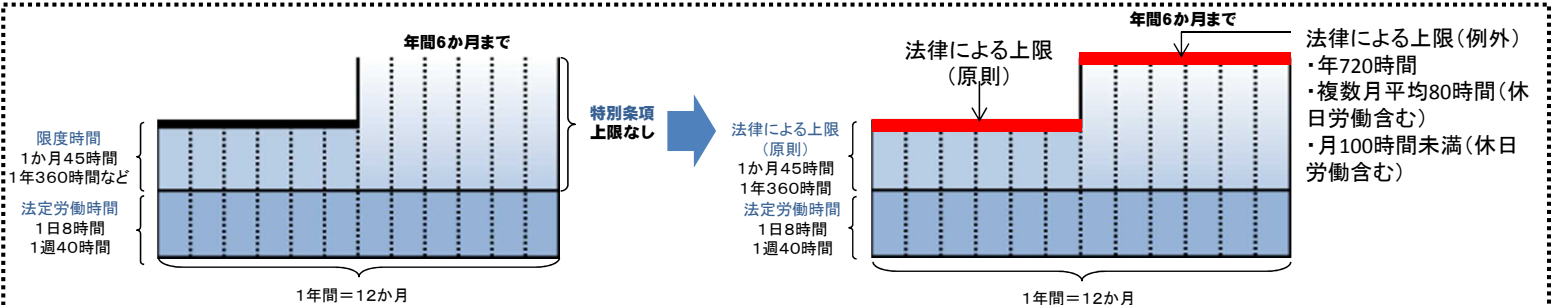 年間6か月まで
限度時間
1か月45時間
1年360時間など
法定労働時間
1日8時間
1週40時間
特別条項
上限なし
1年間＝12か月
年間6か月まで
法律による上限
（原則）
法律による上限（例外）
・年720時間
・複数月平均80時間（休
日労働含む）
・月100時間未満（休日
労働含む）
法律による上限
（原則）
1か月45時間
1年360時間
法定労働時間
1日8時間
1週40時間
1年間＝12か月